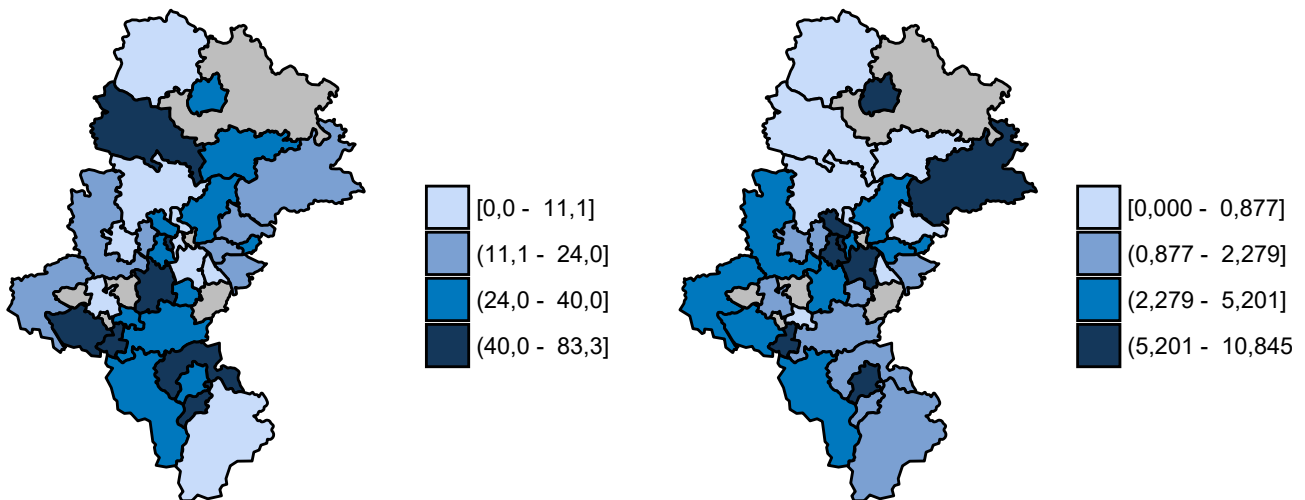 [0,0 - 11,1]
(11,1 - 24,0]
(24,0 - 40,0]
(40,0 - 83,3]
[0,000 - 0,877]
(0,877 - 2,279]
(2,279 - 5,201]
(5,201 - 10,845